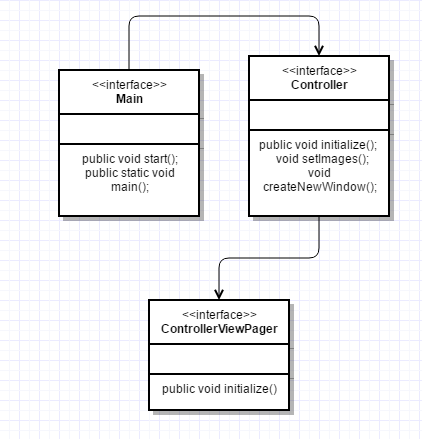 <<interface>>
Main
public void start();
public static void
main();
<<interface>>
Controller
public void initialize();
void setImages();
void
createNewWindow();
<<interface>>
ControllerViewPager
public void initialize()